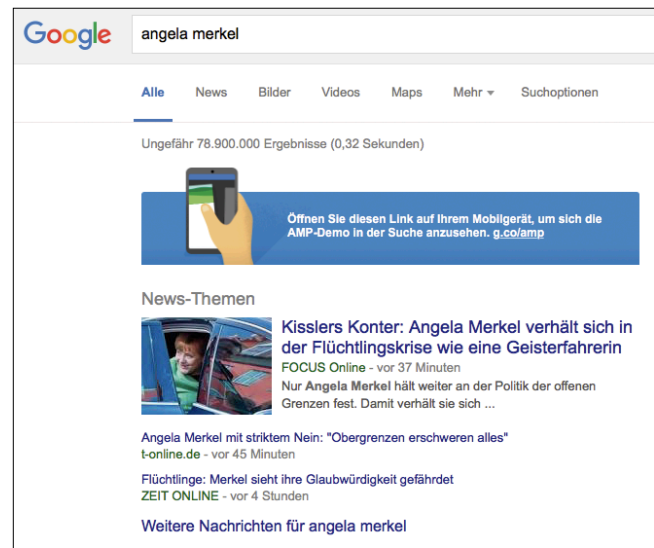 Google
angela merkel
Alle News Bilder Videos Maps Mehr Suchoptionen
Ungefähr 78.900.000 Ergebnisse (0,32 Sekunden)
Öffnen Sie diesen Link auf Ihrem Mobilgerät, um sich die
AMP-Demo in der Suche anzusehen. g.co/amp
News-Themen
Kisslers Konter: Angela Merkel verhält sich in
der Flüchtlingskrise wie eine Geisterfahrerin
FOCUS Online - vor 37 Minuten
Nur Angela Merkel hält weiter an der Politik der offenen
Grenzen fest. Damit verhält sie sich ...
Angela Merkel mit striktem Nein: "Obergrenzen erschweren alles"
t-online.de - vor 45 Minuten
Flüchtlinge: Merkel sieht ihre Glaubwürdigkeit gefährdet
ZEIT ONLINE - vor 4 Stunden
Weitere Nachrichten für angela merkel